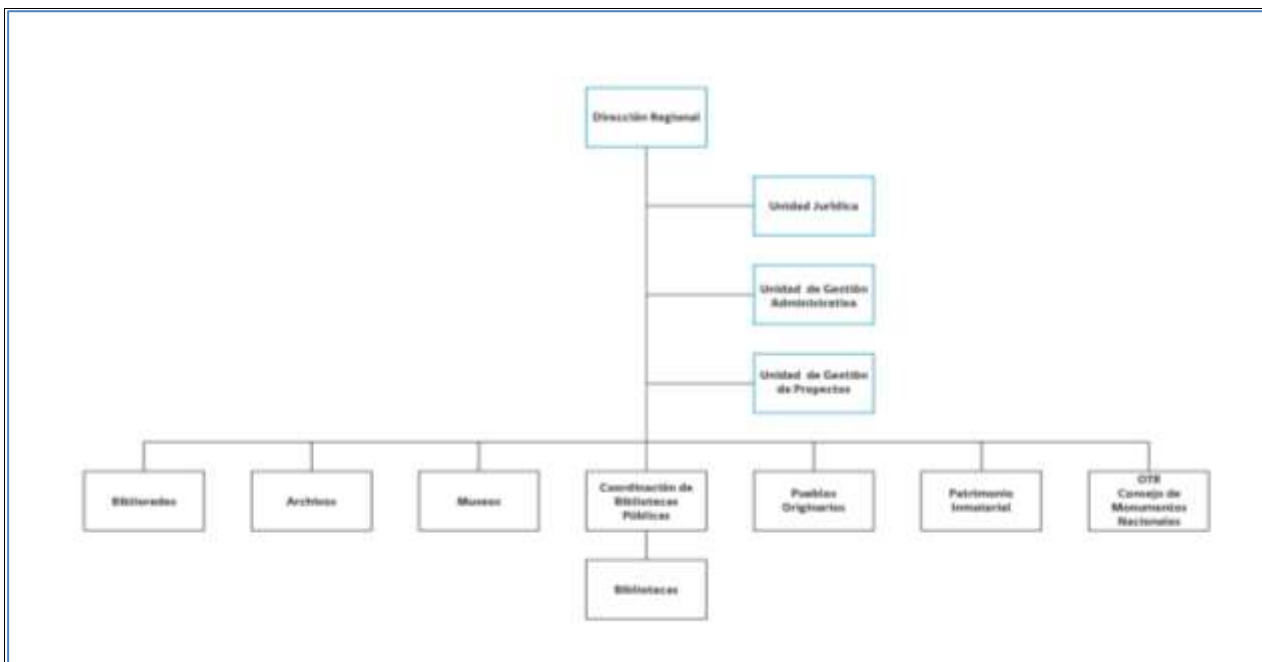 Dirección Regional
Unidad Jurídica
Unidad de Gestión
Administrativa
Unidad de Gestión
de Proyectos
Biblioredes
Archivos
Museos
Coordinación de
Bibliotecas
Públicas
Pueblos
Originarios
Patrimonio
Inmaterial
OTR
Consejo de
Monumentos
Nacionales
Bibliotecas